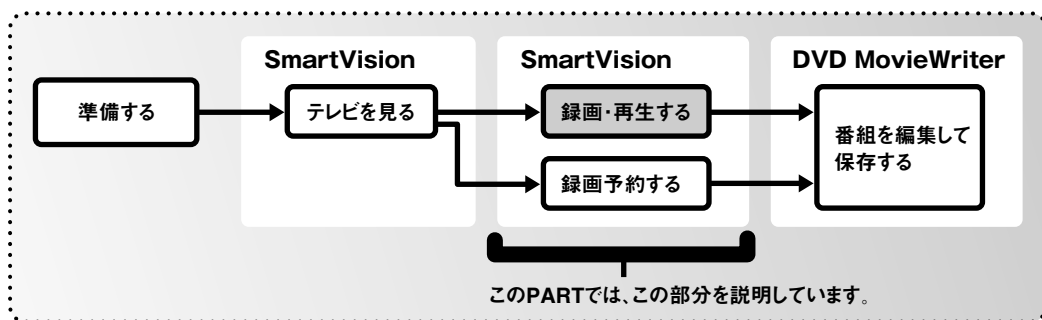 SmartVision
SmartVision
DVD MovieWriter
準備する
テレビを見る
録画・再生する
録画予約する
番組を編集して
保存する
このPARTでは、この部分を説明しています。